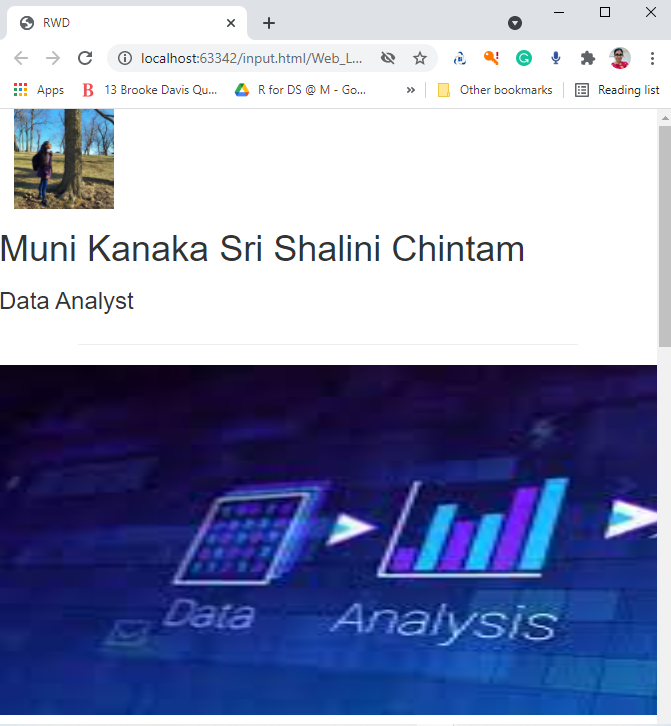 RWD
localhost:63342/input.html/Web_L...
Apps
13 Brooke Davis Qu...
R for DS @ M - Go...
»
Other bookmarks
Reading list
Muni Kanaka Sri Shalini Chintam
Data Analyst
Data
Analysis